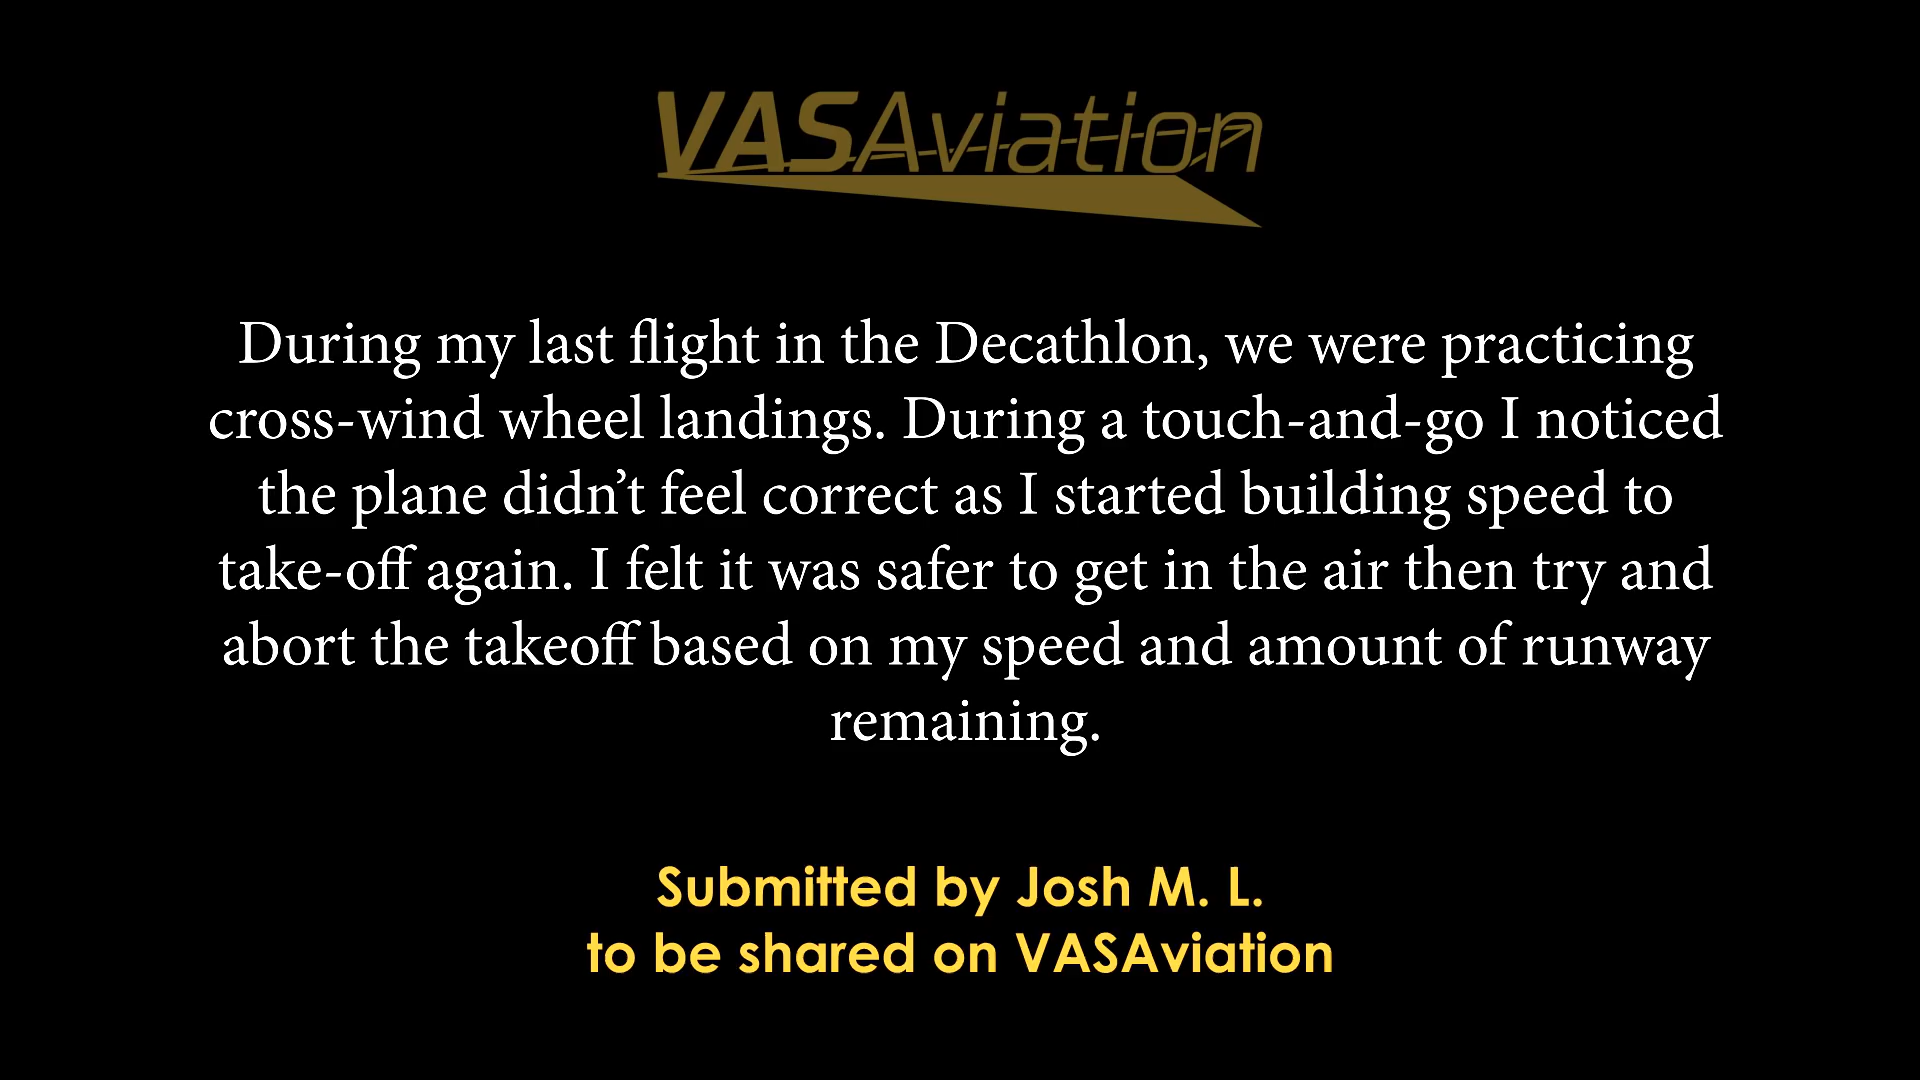 VASAviation
During my last flight in the Decathlon, we were practicing
cross-wind wheel landings. During a touch-and-go I noticed
the plane didn’t feel correct as I started building speed to
take-off again. I felt it was safer to get in the air then try and
abort the takeoff based on my speed and amount of runway
remaining.
Submitted by Josh M. L.
to be shared on VASAviation